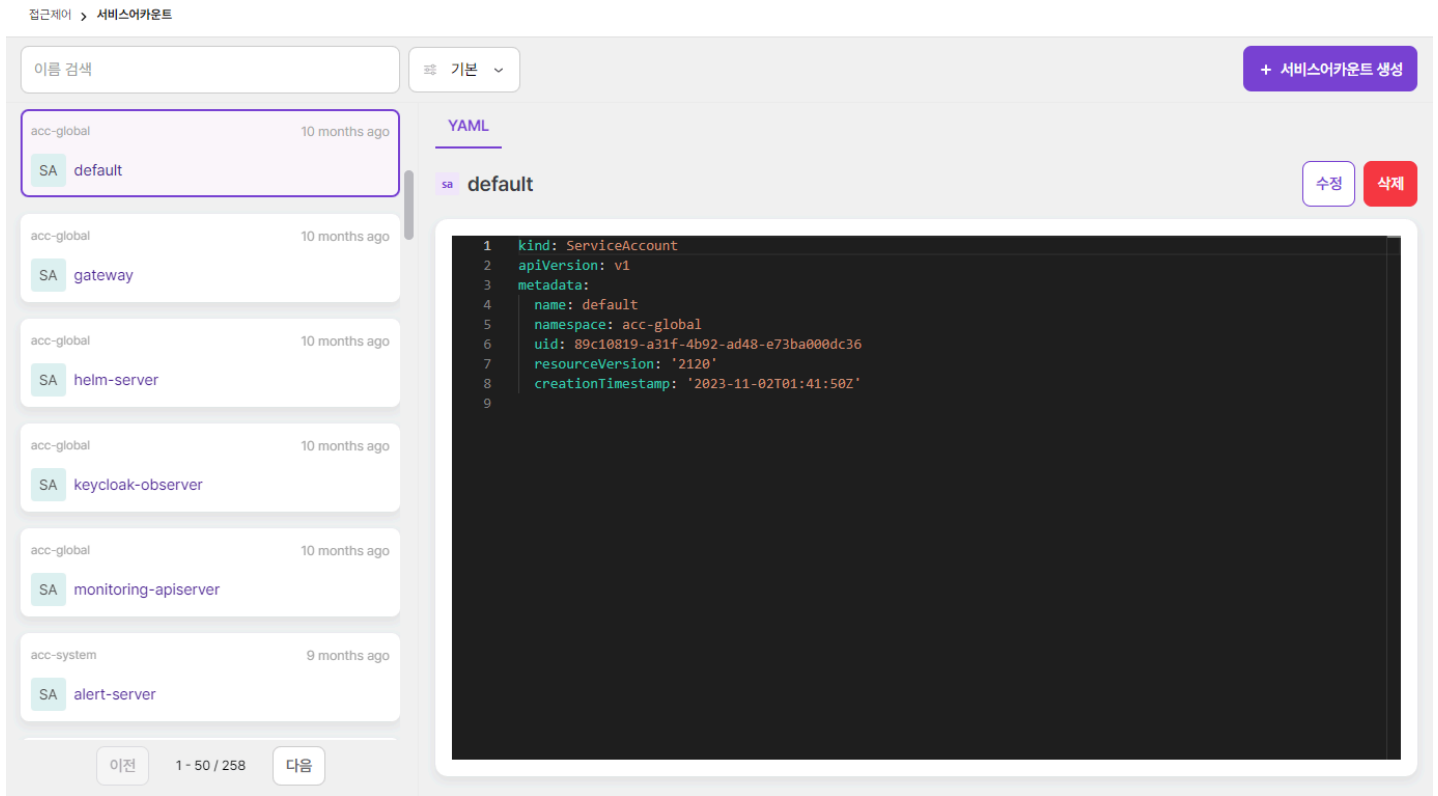 접근제어 > 서비스어카운트
이름 검색
기본
+ 서비스어카운트 생성
acc-global 10 months ago
SA default
acc-global 10 months ago
SA gateway
acc-global 10 months ago
SA helm-server
acc-global 10 months ago
SA keycloak-observer
acc-global 10 months ago
SA monitoring-apiserver
acc-system 9 months ago
SA alert-server
이전 1 - 50 / 258 다음
YAML
sa default
수정 삭제
1 kind: ServiceAccount
2 apiVersion: v1
3 metadata:
4 name: default
5 namespace: acc-global
6 uid: 89c10819-a31f-4b92-ad48-e73ba000dc36
7 resourceVersion: '2120'
8 creationTimestamp: '2023-11-02T01:41:50Z'
9